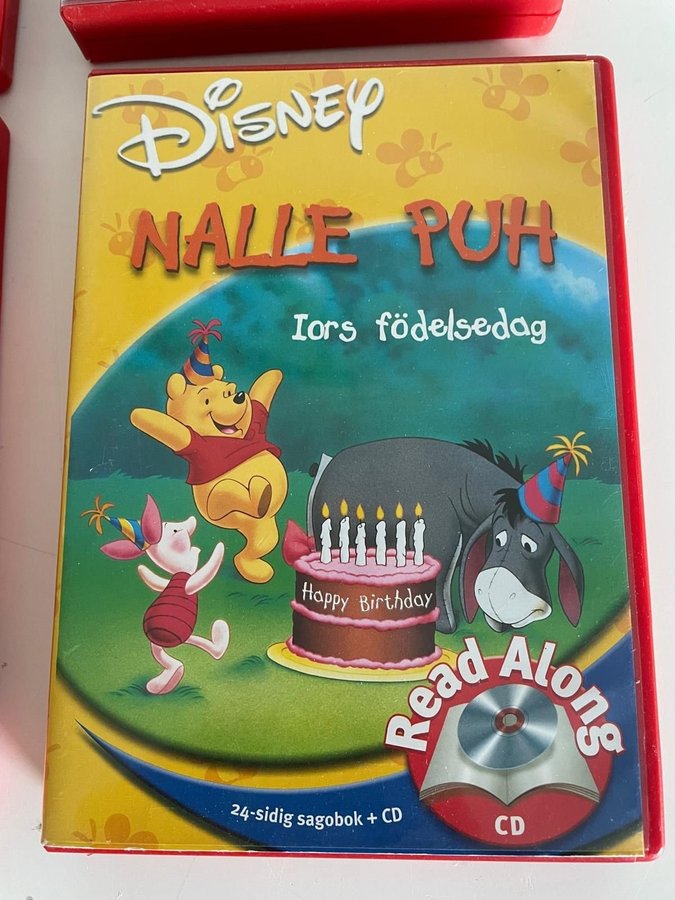 Disney
NALLE PUH
Iors födelsedag
Happy Birthday
Read Along
CD
24-sidig sagobok + CD